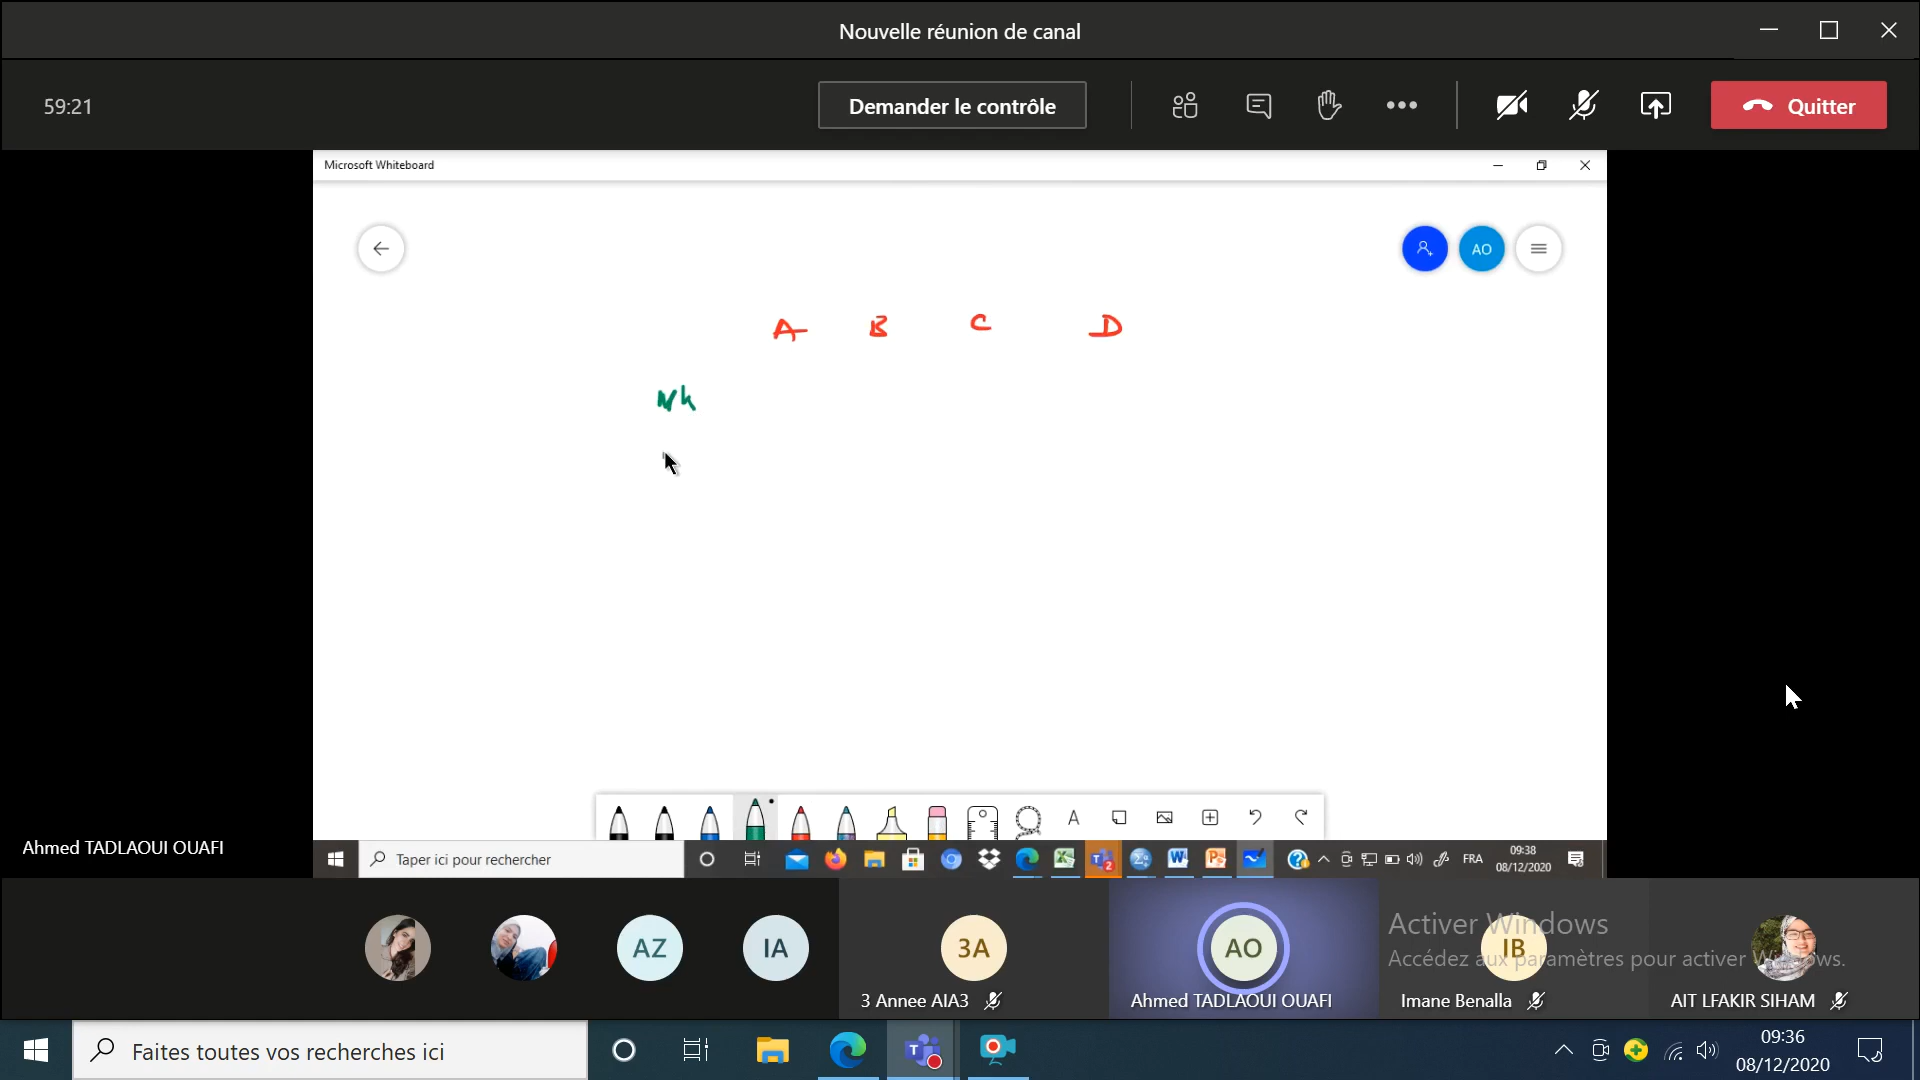 Nouvelle réunion de canal
59:21
Demander le contrôle
Quitter
Microsoft Whiteboard
AO
A B C D
Nk
A
Ahmed TADLAOUI OUAFI
Taper ici pour rechercher
2
FRA
09:38
08/12/2020
AZ
IA
3A
3 Annee AIA3
AO
Ahmed TADLAOUI OUAFI
IB
Imane Benalla
AIT LFAKIR SIHAM
Activer Windows
Accédez aux paramètres pour activer Windows.
Faites toutes vos recherches ici
09:36
08/12/2020